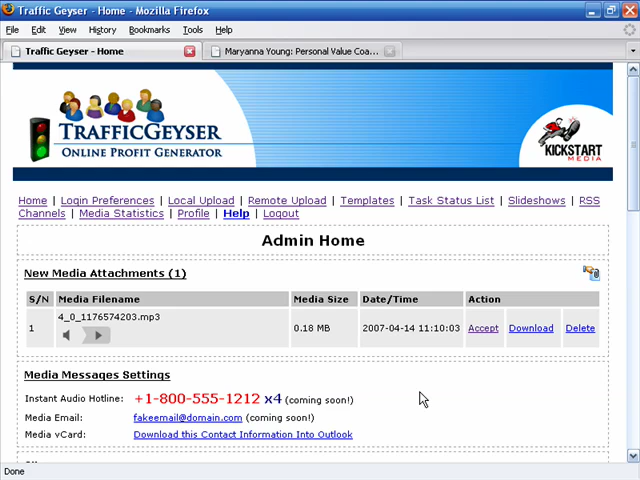 Traffic Geyser - Home - Mozilla Firefox
File Edit View History Bookmarks Tools Help
Traffic Geyser - Home
Maryanna Young: Personal Value Coa...
TRAFFICGEYSER
ONLINE PROFIT GENERATOR
KICKSTART
MEDIA
Home | Login Preferences | Local Upload | Remote Upload | Templates | Task Status List | Slideshows | RSS
Channels | Media Statistics | Profile | Help | Logout
Admin Home
New Media Attachments (1)
S/N Media Filename Media Size Date/Time Action
1 4_0_1176574203.mp3 0.18 MB 2007-04-14 11:10:03 Accept Download Delete
Media Messages Settings
Instant Audio Hotline: +1-800-555-1212 x4 (coming soon!)
Media Email: fakeemail@domain.com (coming soon!)
Media vCard: Download this Contact Information Into Outlook
Done